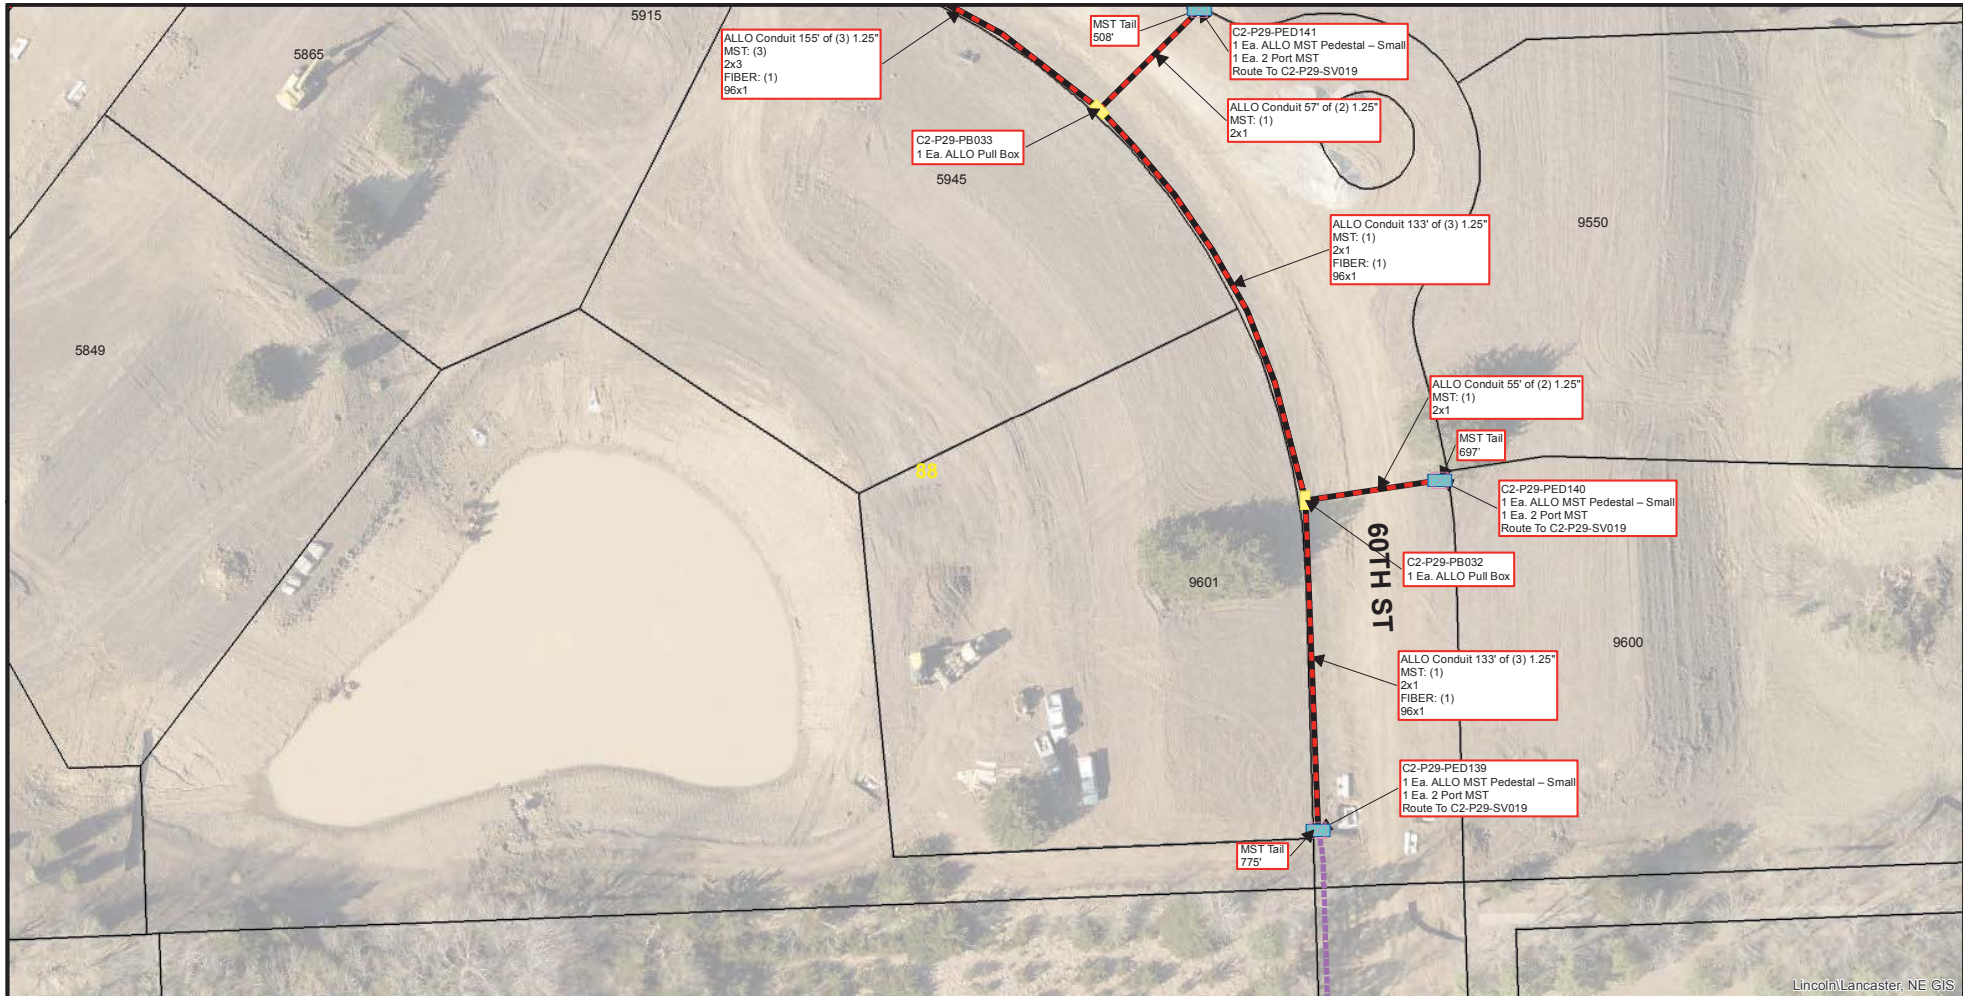 5915
5865
ALLO Conduit 155' of (3) 1.25"
MST: (3)
2x3
FIBER: (1)
96x1
MST Tail
508'
C2-P29-PED141
1 Ea. ALLO MST Pedestal – Small
1 Ea. 2 Port MST
Route To C2-P29-SV019
ALLO Conduit 57' of (2) 1.25"
MST: (1)
2x1
C2-P29-PB033
1 Ea. ALLO Pull Box
5945
9550
ALLO Conduit 133' of (3) 1.25"
MST: (1)
2x1
FIBER: (1)
96x1
5849
ALLO Conduit 55' of (2) 1.25"
MST: (1)
2x1
MST Tail
697'
88
C2-P29-PED140
1 Ea. ALLO MST Pedestal – Small
1 Ea. 2 Port MST
Route To C2-P29-SV019
60TH ST
C2-P29-PB032
1 Ea. ALLO Pull Box
9601
9600
ALLO Conduit 133' of (3) 1.25"
MST: (1)
2x1
FIBER: (1)
96x1
C2-P29-PED139
1 Ea. ALLO MST Pedestal – Small
1 Ea. 2 Port MST
Route To C2-P29-SV019
MST Tail
775'
Lincoln\Lancaster, NE GIS